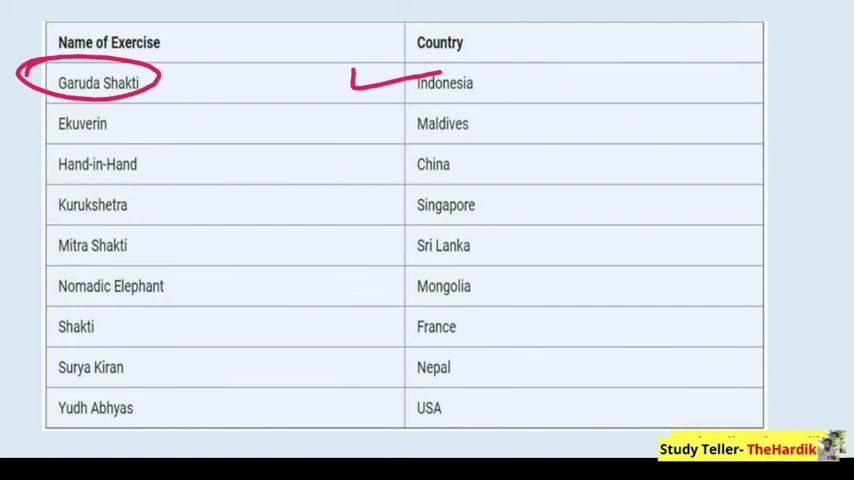 Name of Exercise Country
Garuda Shakti Indonesia
Ekuverin Maldives
Hand-in-Hand China
Kurukshetra Singapore
Mitra Shakti Sri Lanka
Nomadic Elephant Mongolia
Shakti France
Surya Kiran Nepal
Yudh Abhyas USA
Study Teller- TheHardik